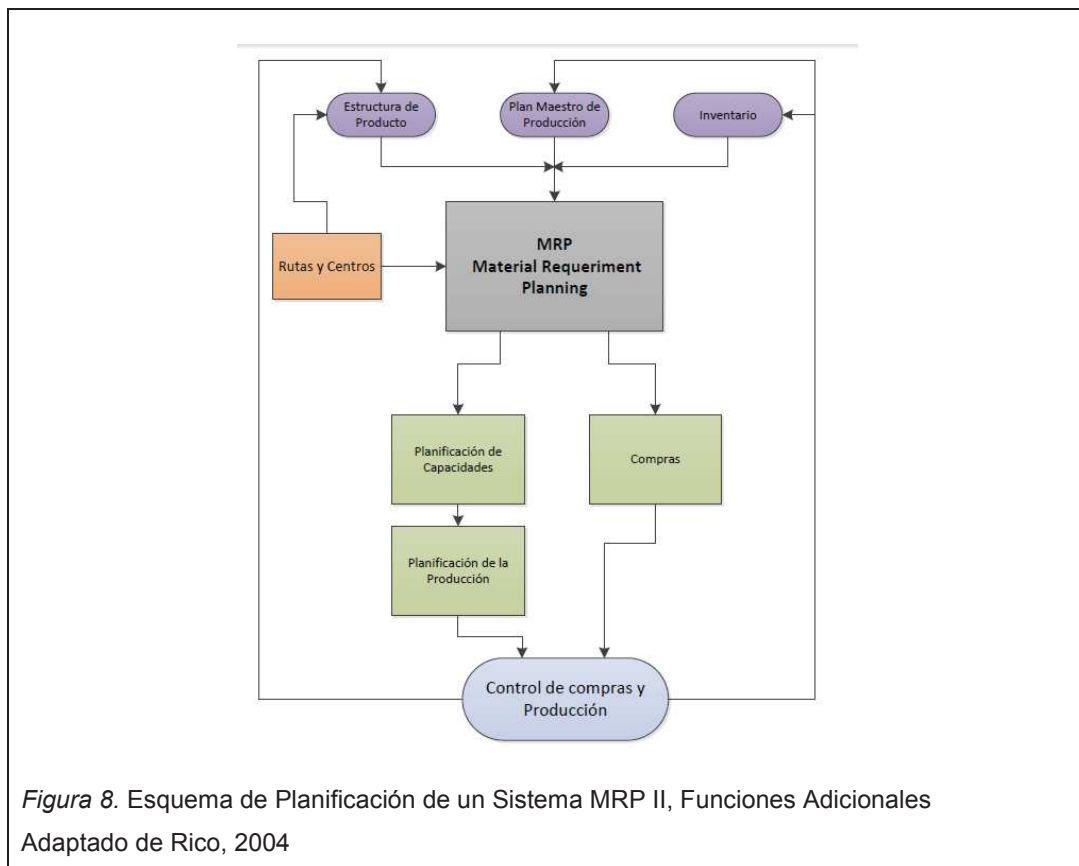 Estructura de
Producto
Plan Maestro de
Producción
Inventario
Rutas y Centros
MRP
Material Requeriment
Planning
Planificación de
Capacidades
Compras
Planificación de la
Producción
Control de compras y
Producción
Figura 8. Esquema de Planificación de un Sistema MRP II, Funciones Adicionales
Adaptado de Rico, 2004